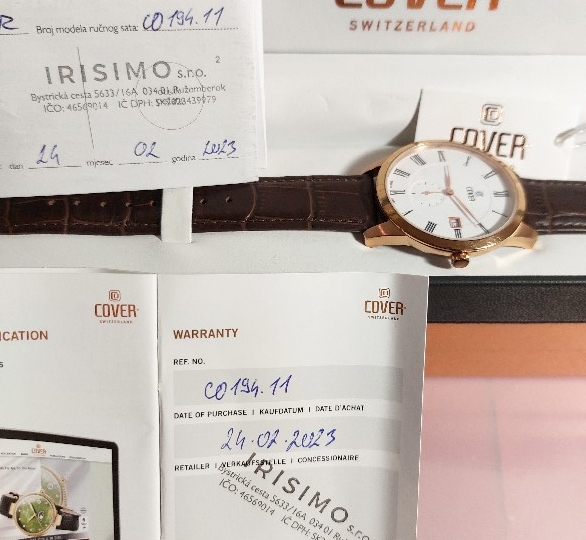 Broj modela ručnog sata: CO194.11
IRISIMO s.r.o. 2
Bystrická cesta 5633/16A 034 01 Ružomberok
IČO: 46569014 IČ DPH:
dan 24 mjesec 02 godina 2023
SWITZERLAND
COVER
COVER
COVER
SWITZERLAND
COVER
SWITZERLAND
WARRANTY
REF. NO.
CO194.11
DATE OF PURCHASE | KAUFDATUM | DATE D'ACHAT
24.02.2023
RETAILER | VERKAUFSSTELLE | CONCESSIONAIRE
IRISIMO s.r.o.
Bystrická cesta 5633/16A 034 01 Ru
IČO: 46569014 IČ DPH: SK